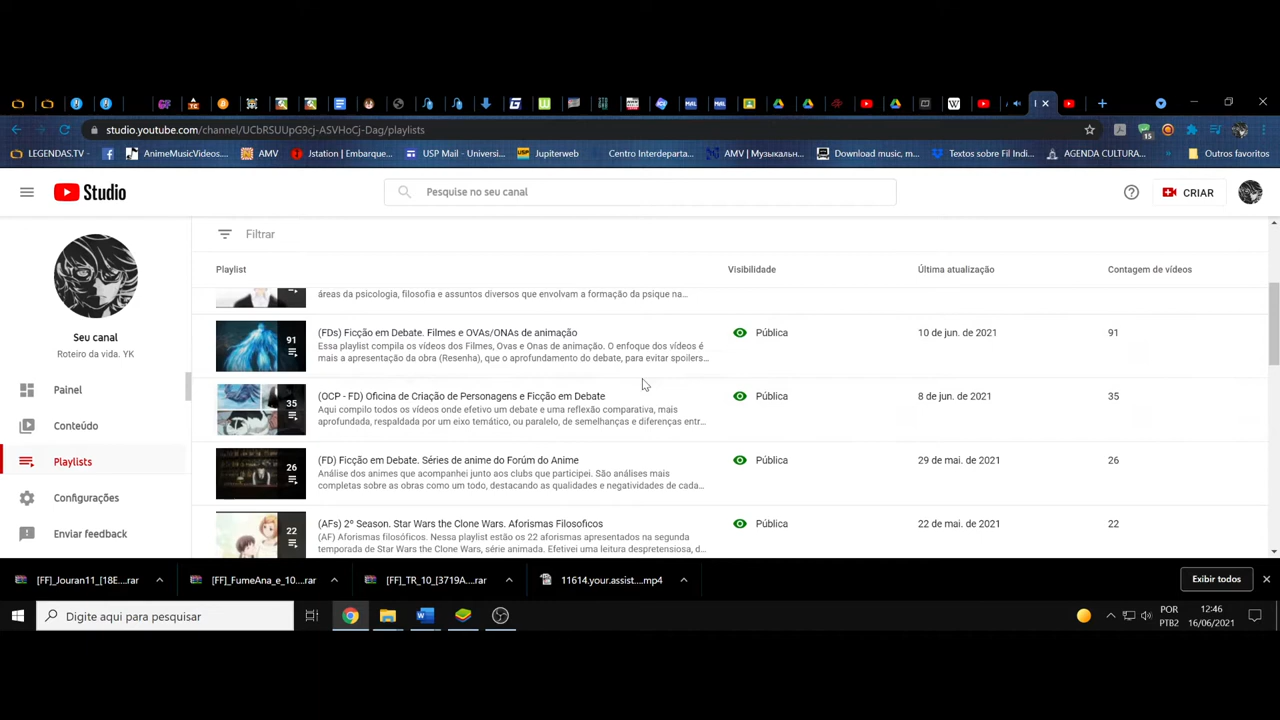 studio.youtube.com/channel/UCbRSUUpG9cj-ASVHoCj-Dag/playlists
15
LEGENDAS.TV AnimeMusicVideos.... AMV Jstation | Embarque... USP Mail - Universi... Jupiterweb Centro Interdeparta... AMV | Музыкальн... Download music, m... Textos sobre Fil Indi... AGENDA CULTURA... » Outros favoritos
Studio
Pesquise no seu canal
CRIAR
Filtrar
Playlist Visibilidade Última atualização Contagem de vídeos
áreas da psicologia, filosofia e assuntos diversos que envolvam a formação da psique na…
91
(FDs) Ficção em Debate. Filmes e OVAs/ONAs de animação
Essa playlist compila os vídeos dos Filmes, Ovas e Onas de animação. O enfoque dos vídeos é
mais a apresentação da obra (Resenha), que o aprofundamento do debate, para evitar spoilers…
Pública 10 de jun. de 2021 91
35
(OCP - FD) Oficina de Criação de Personagens e Ficção em Debate
Aqui compilo todos os vídeos onde efetivo um debate e uma reflexão comparativa, mais
aprofundada, respaldada por um eixo temático, ou paralelo, de semelhanças e diferenças entr…
Pública 8 de jun. de 2021 35
26
(FD) Ficção em Debate. Séries de anime do Forúm do Anime
Análise dos animes que acompanhei junto aos clubs que participei. São análises mais
completas sobre as obras como um todo, destacando as qualidades e negatividades de cada…
Pública 29 de mai. de 2021 26
22
(AFs) 2º Season. Star Wars the Clone Wars. Aforismas Filosoficos
(AF) Aforismas filosóficos. Nessa playlist estão os 22 aforismas apresentados na segunda
temporada de Star Wars the Clone Wars, série animada. Efetivei uma leitura despretensiosa, d…
Pública 22 de mai. de 2021 22
Seu canal
Roteiro da vida. YK
Painel
Conteúdo
Playlists
Configurações
Enviar feedback
[FF]_Jouran11_[18E....rar [FF]_FumeAna_e_10....rar [FF]_TR_10_[3719A....rar 11614.your.assist....mp4 Exibir todos
Digite aqui para pesquisar
POR
PTB2
12:46
16/06/2021